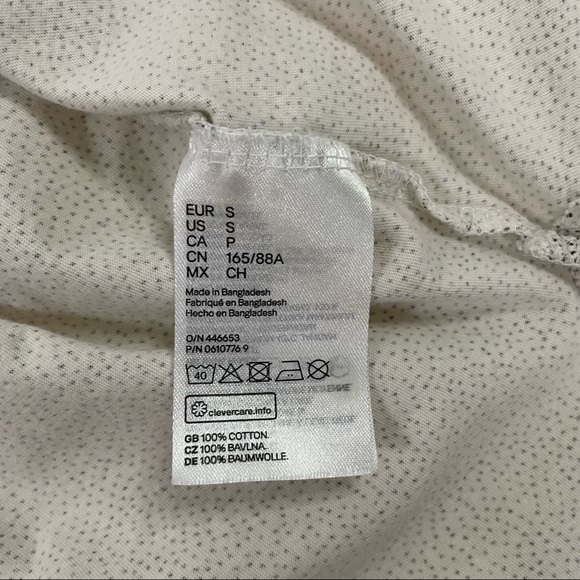 EUR S
US S
CA P
CN 165/88A
MX CH
Made in Bangladesh
Fabriqué en Bangladesh
Hecho en Bangladesh
O/N 446653
P/N 0610776 9
40
clevercare.info
GB 100% COTTON.
CZ 100% BAVLNA.
DE 100% BAUMWOLLE.